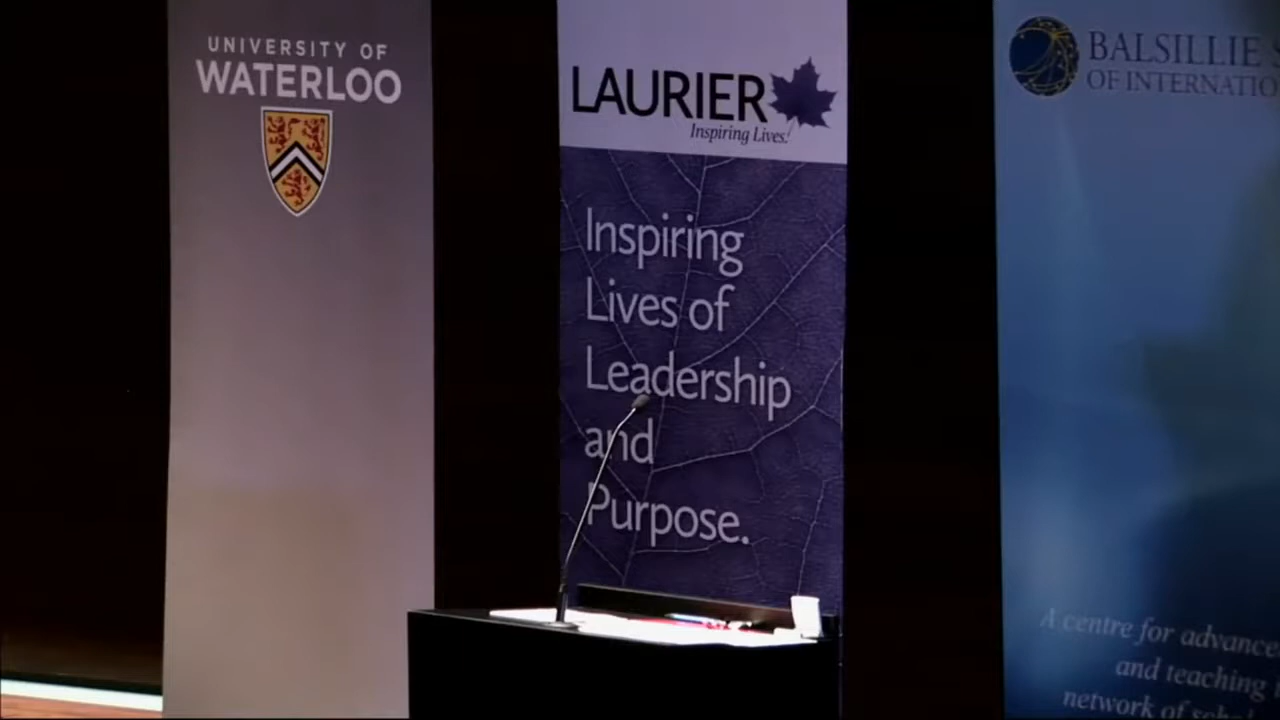 UNIVERSITY OF
WATERLOO
LAURIER
Inspiring Lives.
Inspiring
Lives of
Leadership
and
Purpose.
BALSILLIE
OF INTERNATIO
A centre for advance
and teaching
network of